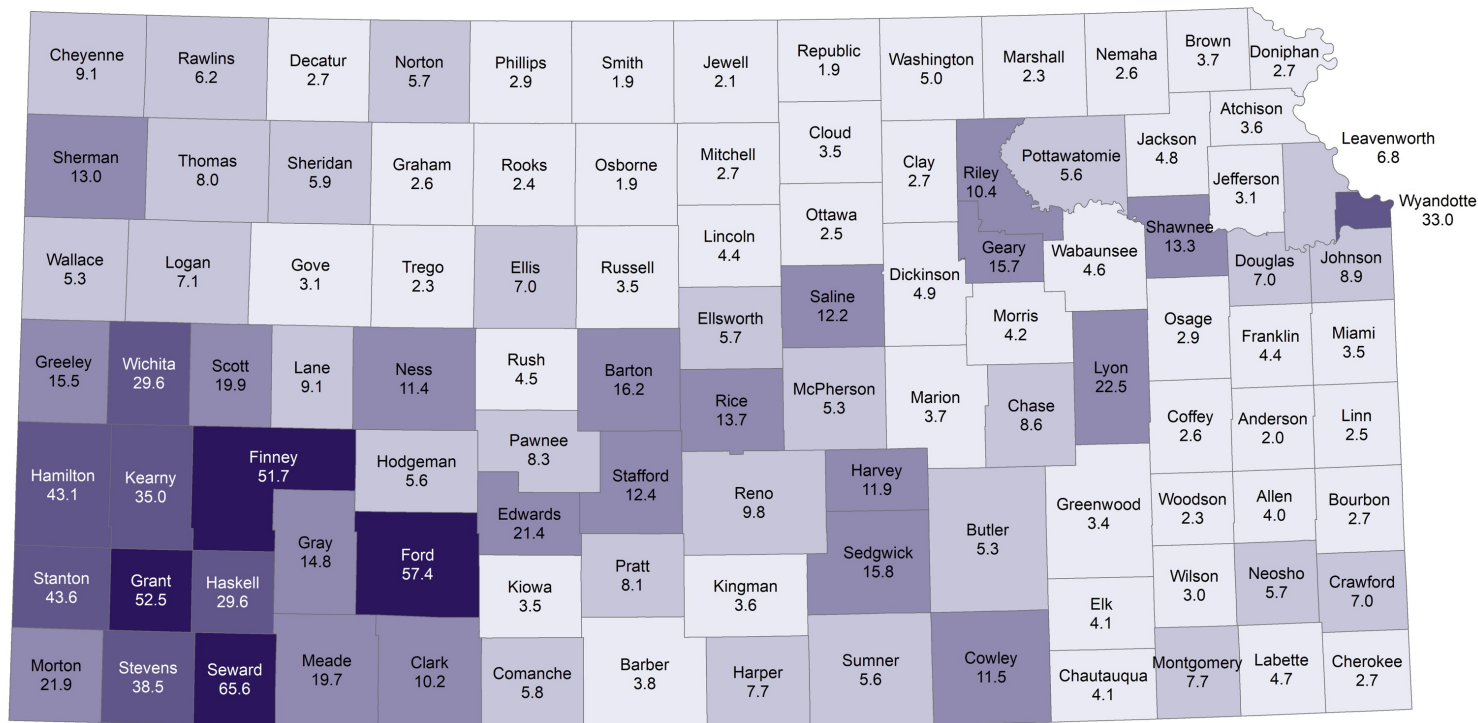 Cheyenne
9.1
Rawlins
6.2
Decatur
2.7
Norton
5.7
Phillips
2.9
Smith
1.9
Jewell
2.1
Republic
1.9
Washington
5.0
Marshall
2.3
Nemaha
2.6
Brown
3.7
Doniphan
2.7
Sherman
13.0
Thomas
8.0
Sheridan
5.9
Graham
2.6
Rooks
2.4
Osborne
1.9
Mitchell
2.7
Cloud
3.5
Clay
2.7
Riley
10.4
Pottawatomie
5.6
Jackson
4.8
Atchison
3.6
Jefferson
3.1
Leavenworth
6.8
Wyandotte
33.0
Wallace
5.3
Logan
7.1
Gove
3.1
Trego
2.3
Ellis
7.0
Russell
3.5
Lincoln
4.4
Ottawa
2.5
Saline
12.2
Dickinson
4.9
Geary
15.7
Wabaunsee
4.6
Shawnee
13.3
Douglas
7.0
Johnson
8.9
Greeley
15.5
Wichita
29.6
Scott
19.9
Lane
9.1
Ness
11.4
Rush
4.5
Barton
16.2
Ellsworth
5.7
Rice
13.7
McPherson
5.3
Marion
3.7
Morris
4.2
Chase
8.6
Lyon
22.5
Osage
2.9
Franklin
4.4
Miami
3.5
Coffey
2.6
Anderson
2.0
Linn
2.5
Hamilton
43.1
Kearny
35.0
Finney
51.7
Hodgeman
5.6
Pawnee
8.3
Edwards
21.4
Stafford
12.4
Reno
9.8
Harvey
11.9
Sedgwick
15.8
Butler
5.3
Greenwood
3.4
Woodson
2.3
Allen
4.0
Bourbon
2.7
Stanton
43.6
Grant
52.5
Haskell
29.6
Gray
14.8
Ford
57.4
Kiowa
3.5
Pratt
8.1
Kingman
3.6
Elk
4.1
Wilson
3.0
Neosho
5.7
Crawford
7.0
Morton
21.9
Stevens
38.5
Seward
65.6
Meade
19.7
Clark
10.2
Comanche
5.8
Barber
3.8
Harper
7.7
Sumner
5.6
Cowley
11.5
Chautauqua
4.1
Montgomery
7.7
Labette
4.7
Cherokee
2.7